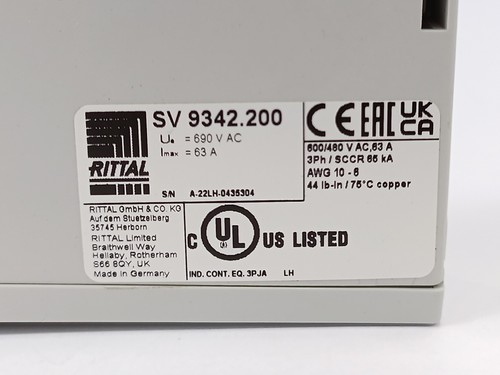 SV 9342.200
Ue = 690 V AC
Imax = 63 A
RITTAL
S/N A-22LH-0435304
CE EAC UK CA
600/480 V AC,63 A
3Ph / SCCR 65 kA
AWG 10 - 6
44 lb-in / 75°C copper
RITTAL GmbH & CO. KG
Auf dem Stuetzelberg
35745 Herborn
RITTAL Limited
Braithwell Way
Hellaby, Rotherham
S66 8QY, UK
Made in Germany
C UL US LISTED
IND. CONT. EQ. 3PJA LH